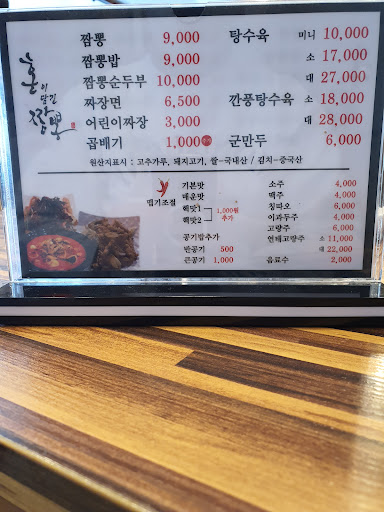 혼이 담긴 짬뽕
짬뽕 9,000
짬뽕밥 9,000
짬뽕순두부 10,000
짜장면 6,500
어린이짜장 3,000
곱배기 1,000
탕수육 미니 10,000
소 17,000
대 27,000
깐풍탕수육 소 18,000
대 28,000
군만두 6,000
원산지표시 : 고추가루, 돼지고기, 쌀-국내산 / 김치-중국산
맵기조절
기본맛
매운맛
핵맛1
핵맛2
1,000원
추가
공기밥추가
반공기 500
큰공기 1,000
소주 4,000
맥주 4,000
칭따오 6,000
이과두주 4,000
고량주 6,000
연태고량주 소 11,000
대 22,000
음료수 2,000